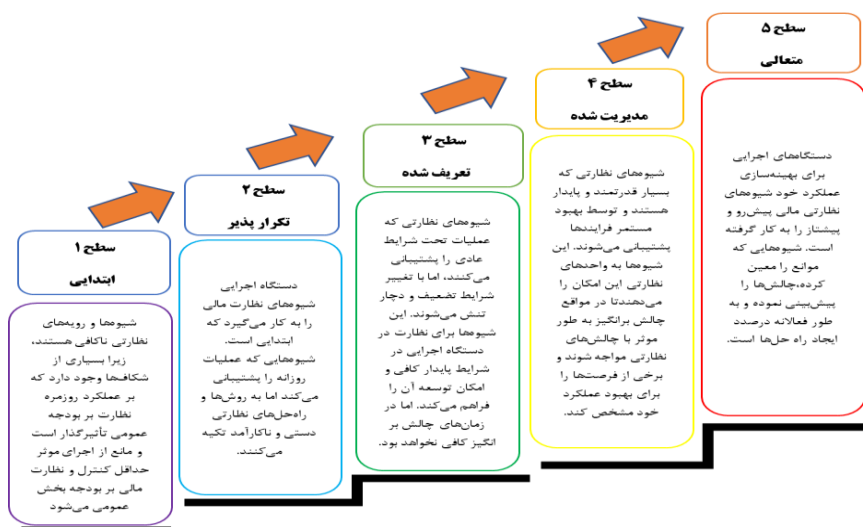 سطح ۱
ابتدایی
شیوه‌ها و رویه‌های
نظارتی ناکافی هستند،
زیرا بسیاری از
شکاف‌ها وجود دارد که
بر عملکرد روزمره
نظارت بر بودجه
عمومی تأثیرگذار است
و مانع از اجرای موثر
حداقل کنترل و نظارت
مالی بر بودجه بخش
عمومی می‌شود
سطح ۲
تکرار پذیر
دستگاه اجرایی
شیوه‌های نظارت مالی
را به کار می‌گیرد که
ابتدایی است.
شیوه‌هایی که عملیات
روزانه را پشتیبانی
می‌کند اما به روش‌ها و
راه‌حل‌های نظارتی
دستی و ناکارآمد تکیه
می‌کنند.
سطح ۳
تعریف شده
شیوه‌های نظارتی که
عملیات تحت شرایط
عادی را پشتیبانی
می‌کنند، اما با تغییر
شرایط تضعیف و دچار
تنش می‌شوند. این
شیوه‌ها برای نظارت در
دستگاه اجرایی در
شرایط پایدار کافی و
امکان توسعه آن را
فراهم می‌کند. اما در
زمان‌های چالش بر
انگیز کافی نخواهد بود.
سطح ۴
مدیریت شده
شیوه‌های نظارتی که
بسیار قدرتمند و پایدار
هستند و توسط بهبود
مستمر فرایندها
پشتیبانی می‌شوند. این
شیوه‌ها به واحدهای
نظارتی این امکان را
می‌دهندتا در مواقع
چالش برانگیز به طور
موثر با چالش‌های
نظارتی مواجه شوند و
برخی از فرصت‌ها را
برای بهبود عملکرد
خود مشخص کند.
سطح ۵
متعالی
دستگاه‌های اجرایی
برای بهینه‌سازی
عملکرد خود شیوه‌های
نظارتی مالی پیش‌رو و
پیشتاز را به کار گرفته
است. شیوه‌هایی که
موانع را معین
کرده،چالش‌ها را
پیش‌بینی نموده و به
طور فعالانه درصدد
ایجاد راه حل‌ها است.